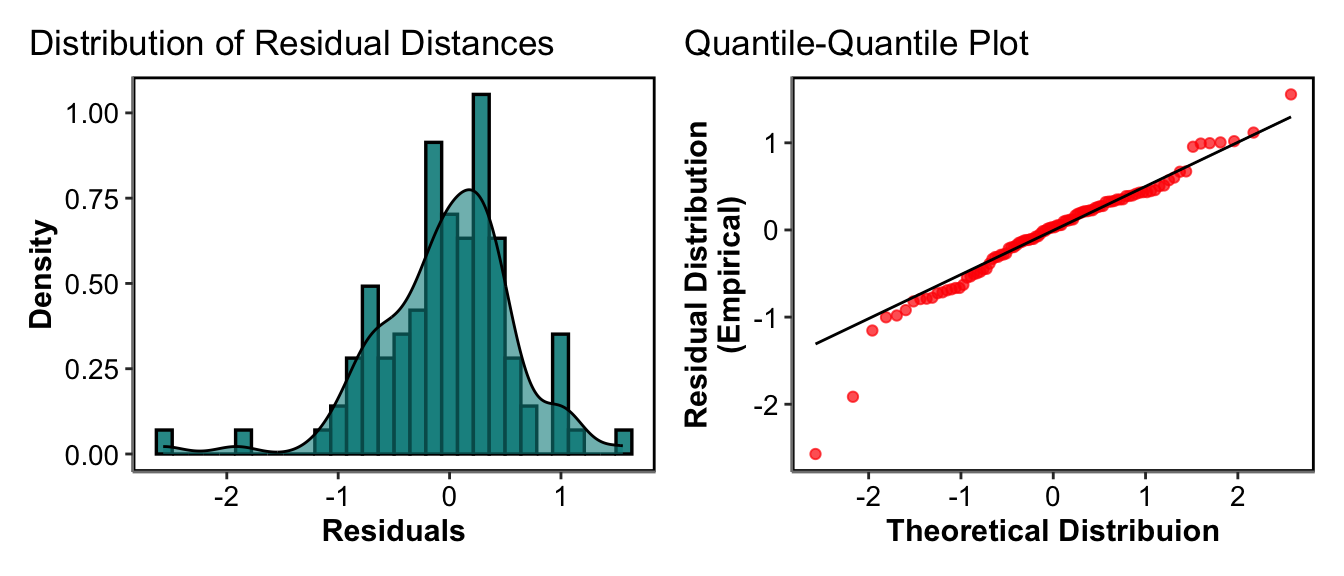 Distribution of Residual Distances
Density
1.00
0.75
0.50
0.25
0.00
-2
-1
0
1
Residuals
Quantile-Quantile Plot
Residual Distribution
(Empirical)
1
0
-1
-2
-2
-1
0
1
2
Theoretical Distribuion